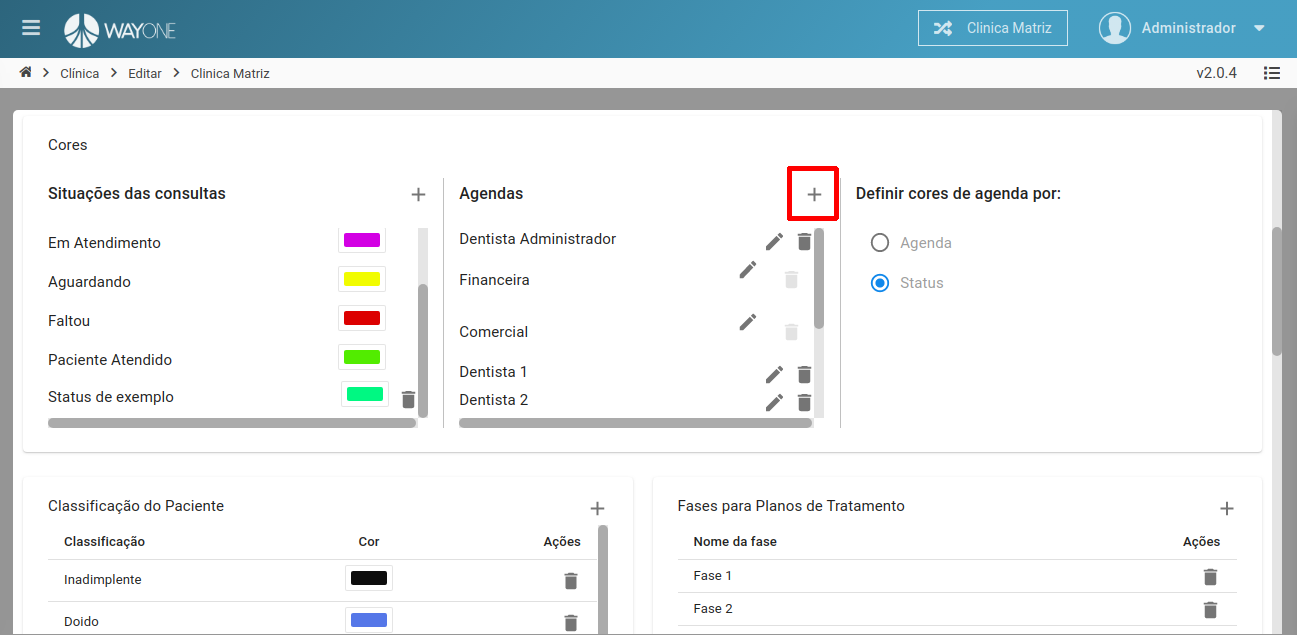 WAYONE
Clinica Matriz
Administrador
Clínica
Editar
Clinica Matriz
v2.0.4
Cores
Situações das consultas
Em Atendimento
Aguardando
Faltou
Paciente Atendido
Status de exemplo
Agendas
Dentista Administrador
Financeira
Comercial
Dentista 1
Dentista 2
Definir cores de agenda por:
Agenda
Status
Classificação do Paciente
Classificação Cor Ações
Inadimplente
Doido
Fases para Planos de Tratamento
Nome da fase Ações
Fase 1
Fase 2